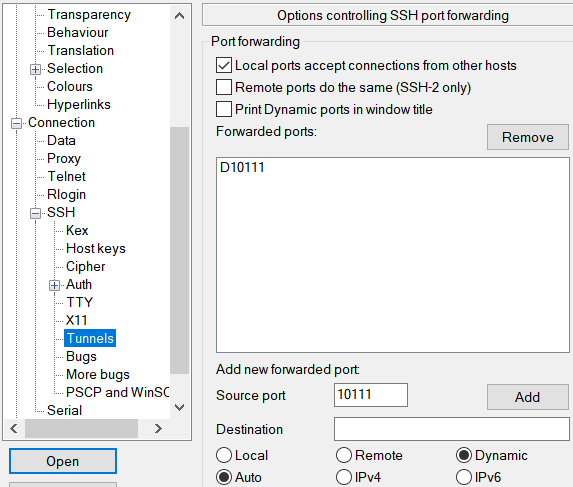 Transparency
Behaviour
Translation
Selection
Colours
Hyperlinks
Connection
Data
Proxy
Telnet
Rlogin
SSH
Kex
Host keys
Cipher
Auth
TTY
X11
Tunnels
Bugs
More bugs
PSCP and WinSC
Serial
Open
Options controlling SSH port forwarding
Port forwarding
Local ports accept connections from other hosts
Remote ports do the same (SSH-2 only)
Print Dynamic ports in window title
Forwarded ports:
Remove
D10111
Add new forwarded port:
Source port 10111 Add
Destination
Local Remote Dynamic
Auto IPv4 IPv6